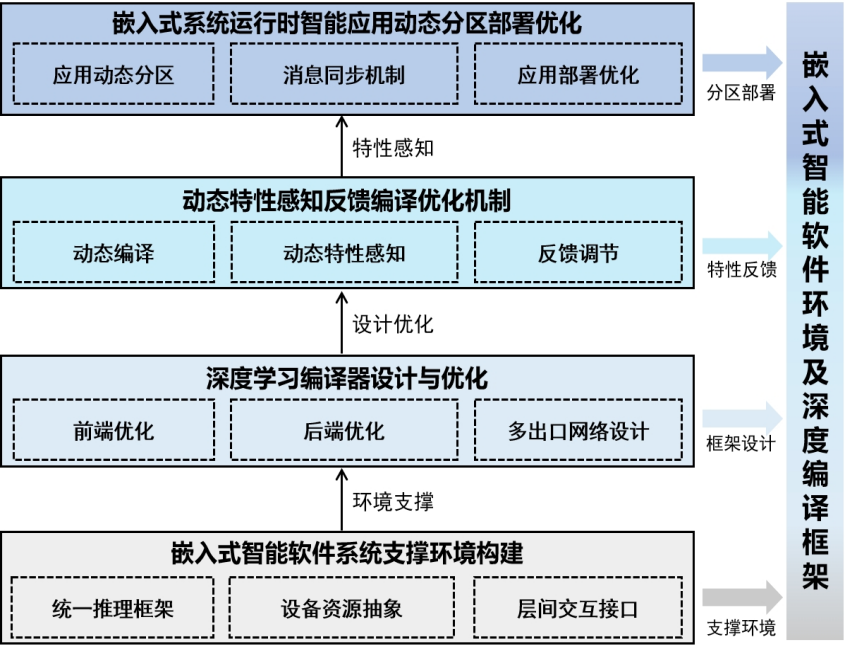 嵌入式系统运行时智能应用动态分区部署优化
应用动态分区
消息同步机制
应用部署优化
分区部署
特性感知
动态特性感知反馈编译优化机制
动态编译
动态特性感知
反馈调节
特性反馈
设计优化
深度学习编译器设计与优化
前端优化
后端优化
多出口网络设计
框架设计
环境支撑
嵌入式智能软件系统支撑环境构建
统一推理框架
设备资源抽象
层间交互接口
支撑环境
嵌入式智能软件环境及深度编译框架